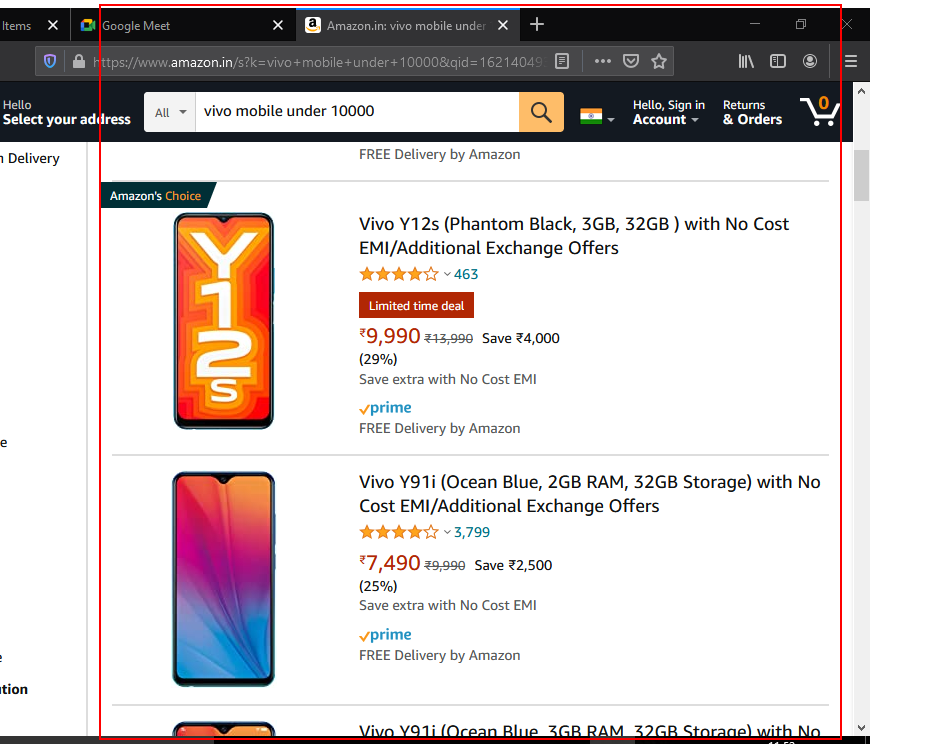 Items
Google Meet
Amazon.in: vivo mobile under
https://www.amazon.in/s?k=vivo+mobile+under+10000&qid=16214049
Hello
Select your address
All
vivo mobile under 10000
Hello, Sign in
Account
Returns
& Orders
0
n Delivery
FREE Delivery by Amazon
Amazon's Choice
Y12s
Vivo Y12s (Phantom Black, 3GB, 32GB ) with No Cost
EMI/Additional Exchange Offers
463
Limited time deal
₹9,990 ₹13,990 Save ₹4,000
(29%)
Save extra with No Cost EMI
prime
FREE Delivery by Amazon
e
Vivo Y91i (Ocean Blue, 2GB RAM, 32GB Storage) with No
Cost EMI/Additional Exchange Offers
3,799
₹7,490 ₹9,990 Save ₹2,500
(25%)
Save extra with No Cost EMI
prime
FREE Delivery by Amazon
e
ution
Vivo Y91i (Ocean Blue, 3GB RAM, 32GB Storage) with No